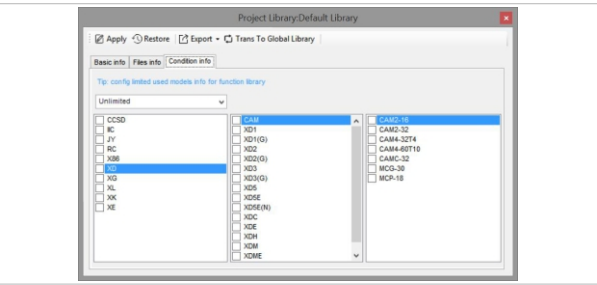 Project Library:Default Library
Apply Restore Export Trans To Global Library
Basic info Files info Condition info
Tip: config limited used models info for function library
Unlimited
CCSD
IIC
JY
RC
X86
XD
XG
XL
XK
XE
CAM
XD1
XD1(G)
XD2
XD2(G)
XD3
XD3(G)
XD5
XD5E
XD5E(N)
XDC
XDE
XDH
XDM
XDME
CAM2-16
CAM2-32
CAM4-32T4
CAM4-60T10
CAMC-32
MCG-30
MCP-18